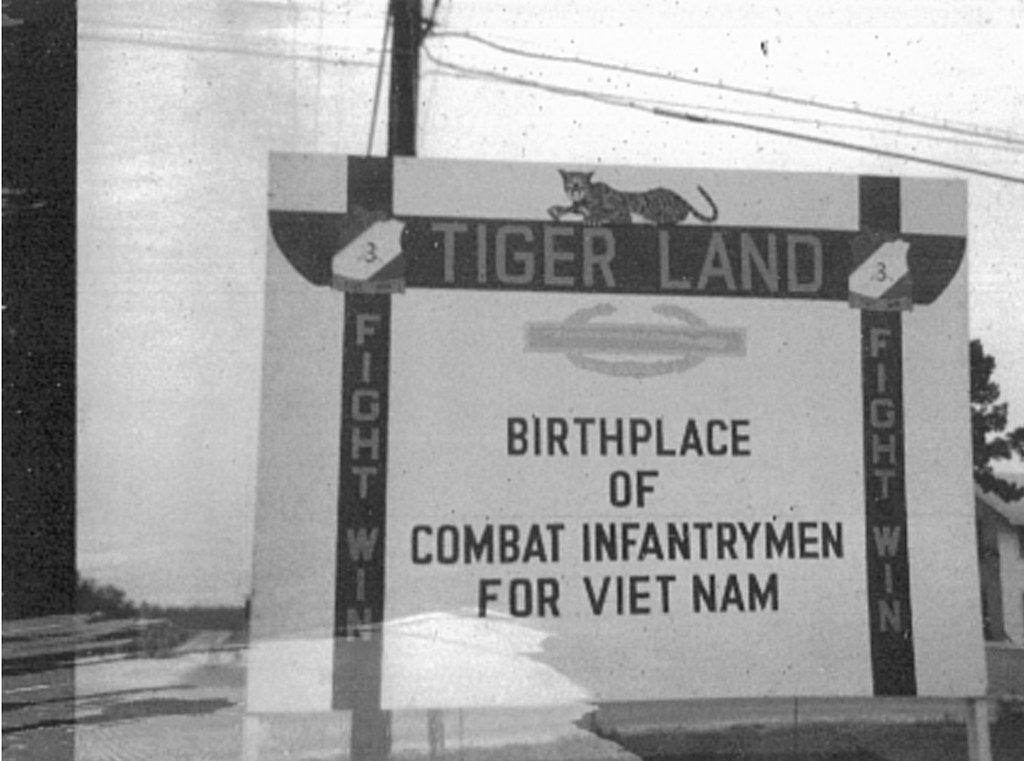 TIGER LAND
3
3
FIGHT WIN
FIGHT WIN
BIRTHPLACE
OF
COMBAT INFANTRYMEN
FOR VIET NAM